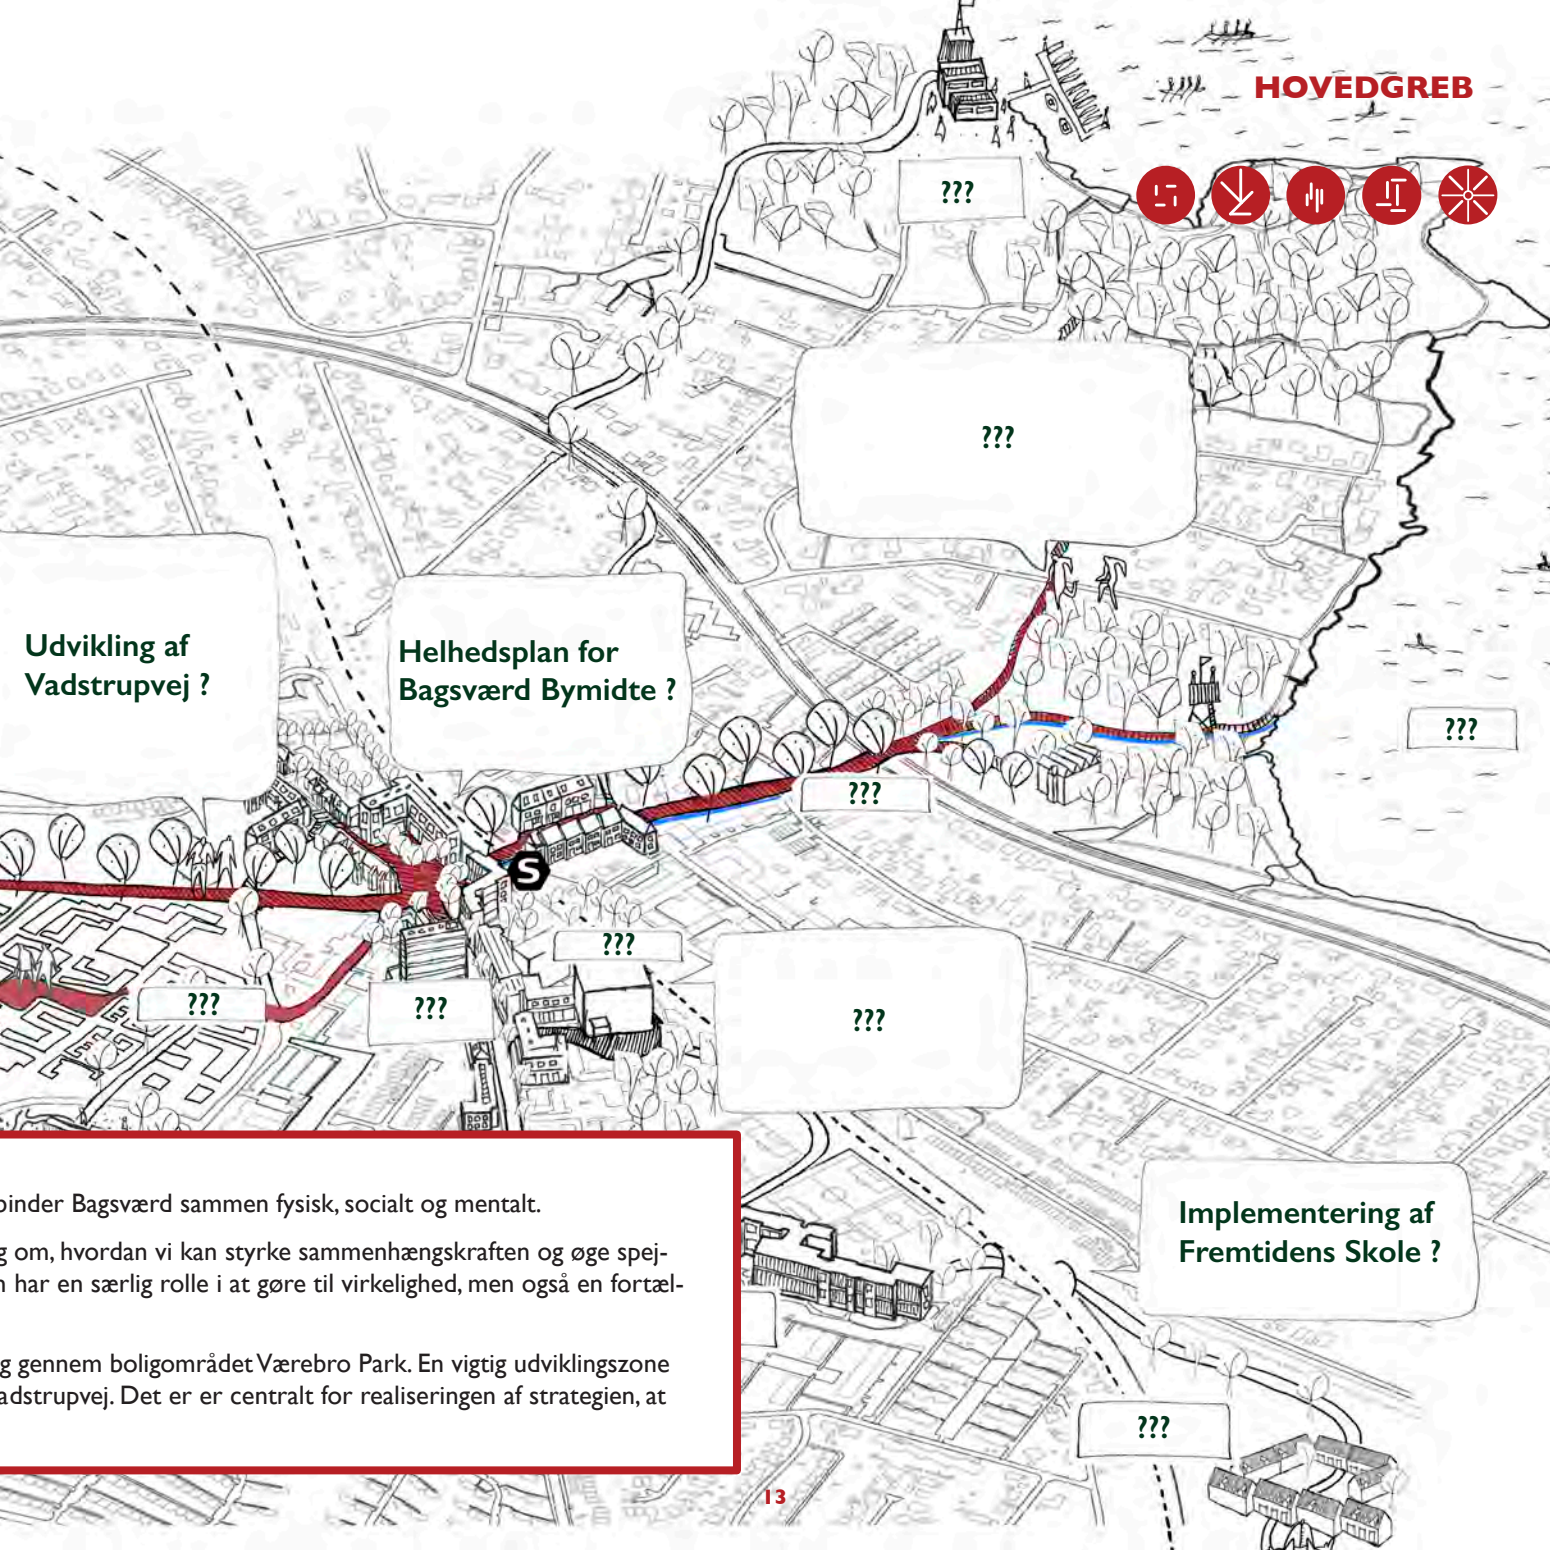 HOVEDGREB
???
???
Udvikling af
Vadstrupvej ?
Helhedsplan for
Bagsværd Bymidte ?
???
???
S
???
???
???
???
binder Bagsværd sammen fysisk, socialt og mentalt.
g om, hvordan vi kan styrke sammenhængskraften og øge spej-
n har en særlig rolle i at gøre til virkelighed, men også en fortæl-
g gennem boligområdet Værebro Park. En vigtig udviklingszone
adstrupvej. Det er er centralt for realiseringen af strategien, at
Implementering af
Fremtidens Skole ?
???
13